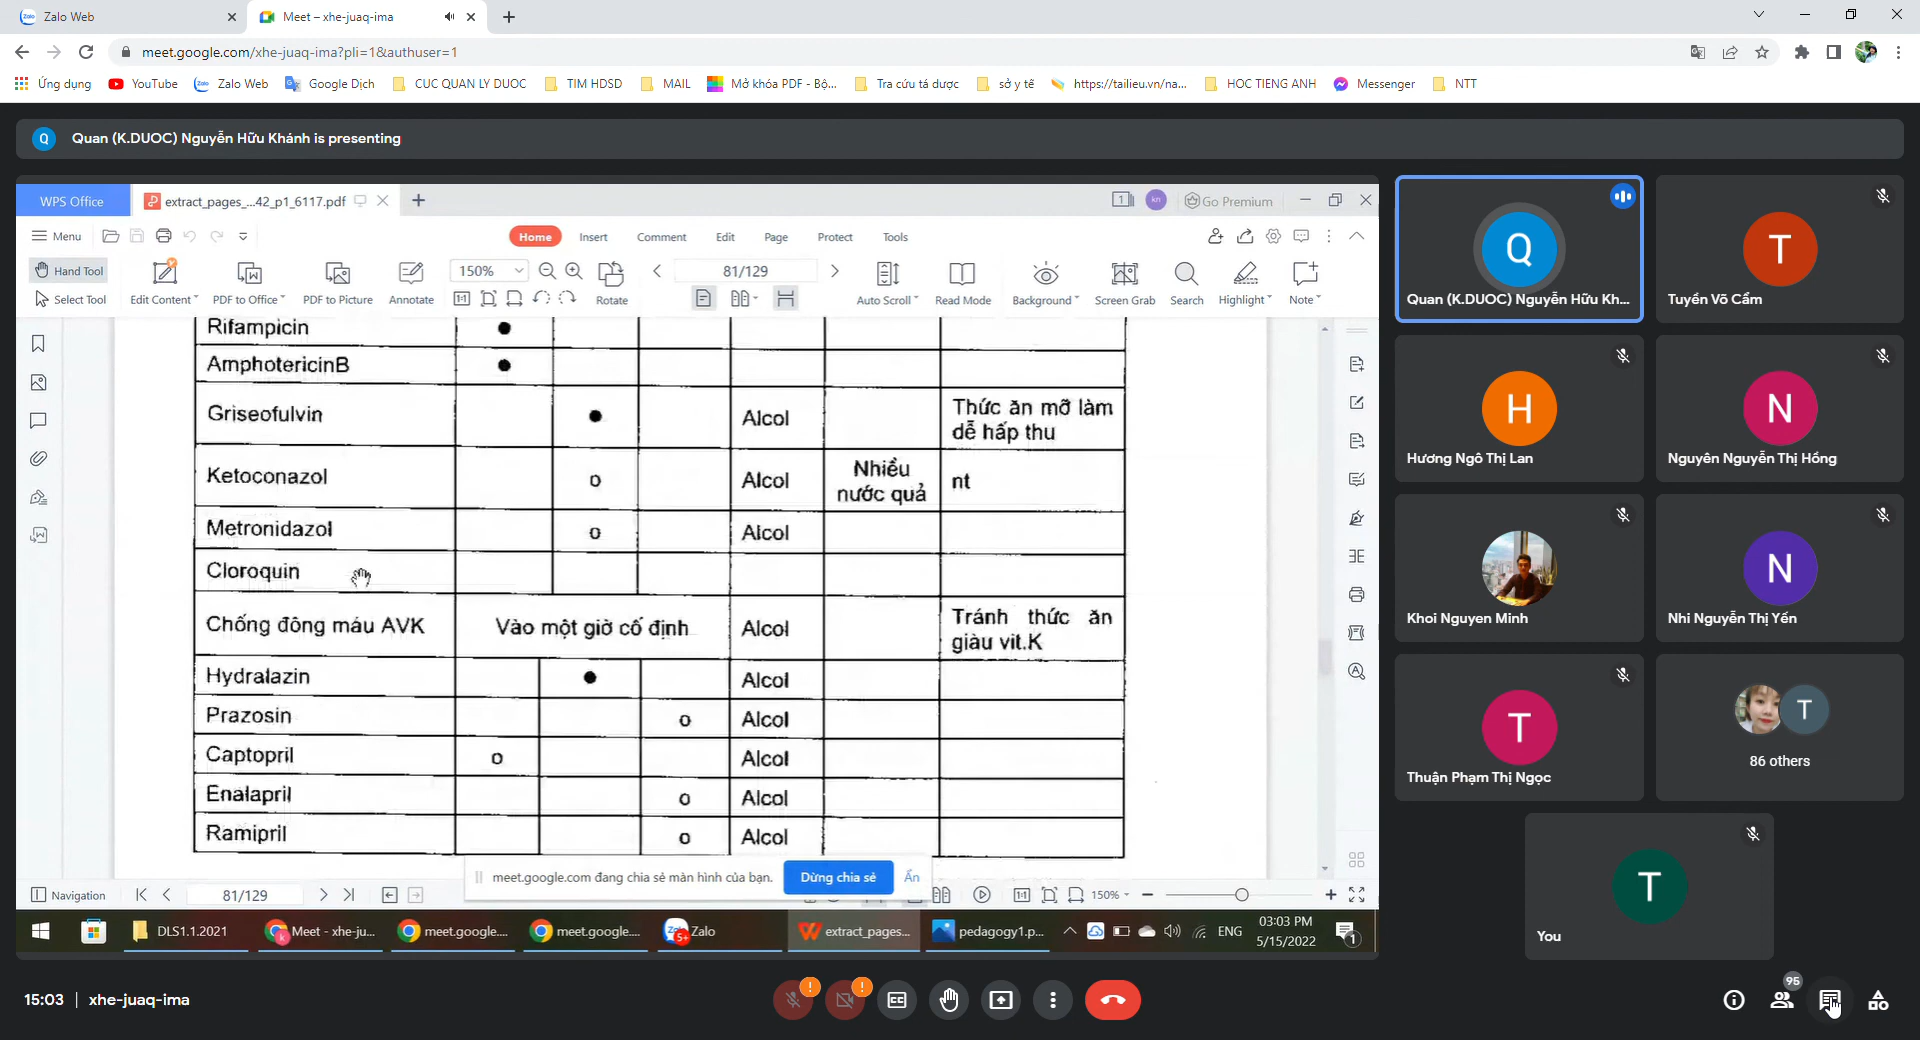 Zalo Web
Meet – xhe-juaq-ima
meet.google.com/xhe-juaq-ima?pli=1&authuser=1
Ứng dụng YouTube Zalo Web Google Dịch CUC QUAN LY DUOC TIM HDSD MAIL Mở khóa PDF - Bộ... Tra cứu tá dược sở y tế https://tailieu.vn/na... HOC TIENG ANH Messenger NTT
Q Quan (K.DUOC) Nguyễn Hữu Khánh is presenting
WPS Office extract_pages_...42_p1_6117.pdf 1 kn Go Premium
Menu Home Insert Comment Edit Page Protect Tools
Hand Tool 150% 81/129
Select Tool Edit Content PDF to Office PDF to Picture Annotate Rotate Auto Scroll Read Mode Background Screen Grab Search Highlight Note
Rifampicin ●
AmphotericinB ●
Griseofulvin ● Alcol Thức ăn mỡ làm
dễ hấp thu
Ketoconazol o Alcol Nhiều
nước quả nt
Metronidazol o Alcol
Cloroquin
Chống đông máu AVK Vào một giờ cố định Alcol Tránh thức ăn
giàu vit.K
Hydralazin ● Alcol
Prazosin o Alcol
Captopril o Alcol
Enalapril o Alcol
Ramipril o Alcol
meet.google.com đang chia sẻ màn hình của bạn. Dừng chia sẻ Ẩn
Navigation 81/129 150%
DLS1.1.2021 Meet - xhe-ju... meet.google.... meet.google.... Zalo 5+ extract_pages... pedagogy1.p... ENG 03:03 PM
5/15/2022 1
Q
Quan (K.DUOC) Nguyễn Hữu Kh...
T
Tuyền Võ Cẩm
H
Hương Ngô Thị Lan
N
Nguyên Nguyễn Thị Hồng
Khoi Nguyen Minh
N
Nhi Nguyễn Thị Yến
T
Thuận Phạm Thị Ngọc
T
86 others
T
You
15:03 | xhe-juaq-ima
95